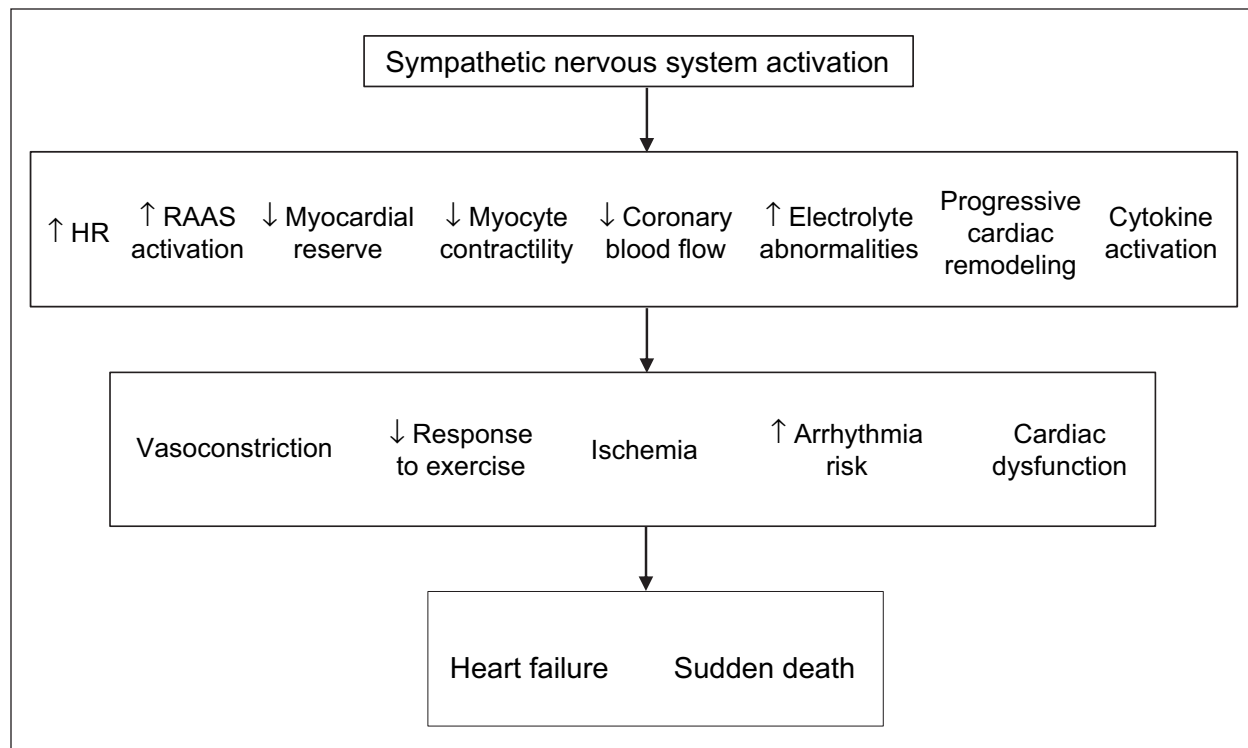 Sympathetic nervous system activation
↑ HR
↑ RAAS
activation
↓ Myocardial
reserve
↓ Myocyte
contractility
↓ Coronary
blood flow
↑ Electrolyte
abnormalities
Progressive
cardiac
remodeling
Cytokine
activation
Vasoconstriction
↓ Response
to exercise
Ischemia
↑ Arrhythmia
risk
Cardiac
dysfunction
Heart failure
Sudden death